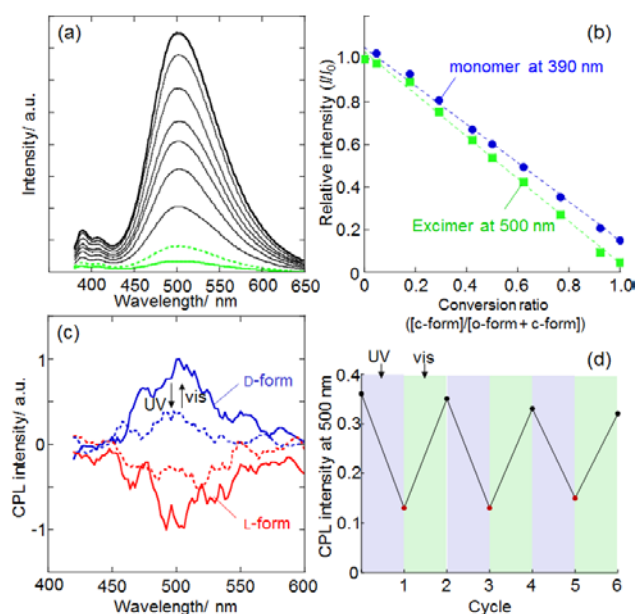 (a)
Intensity/ a.u.
400 450 500 550 600 650
Wavelength/ nm
(b)
monomer at 390 nm
Excimer at 500 nm
Relative intensity (I/I0)
1.0
0.8
0.6
0.4
0.2
0
0 0.2 0.4 0.6 0.8 1.0
Conversion ratio
([c-form]/[o-form + c-form])
(c)
D-form
UV vis
L-form
CPL intensity/ a.u.
1
0
-1
400 450 500 550 600
Wavelength/ nm
UV vis
(d)
CPL intensity at 500 nm
0.4
0.3
0.2
0.1
0
1 2 3 4 5 6
Cycle